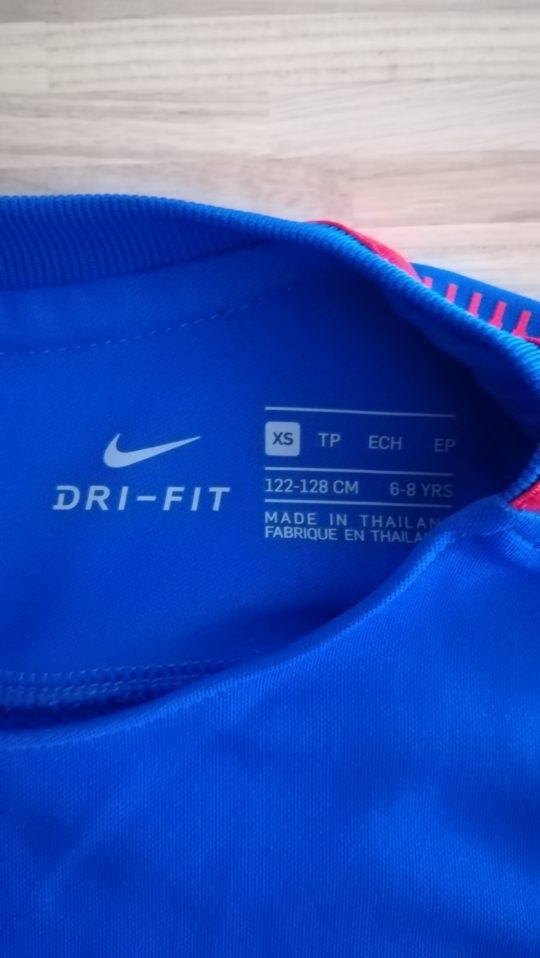 DRI-FIT
XS TP ECH EP
122-128 CM 6-8 YRS
MADE IN
FABRIQUE EN